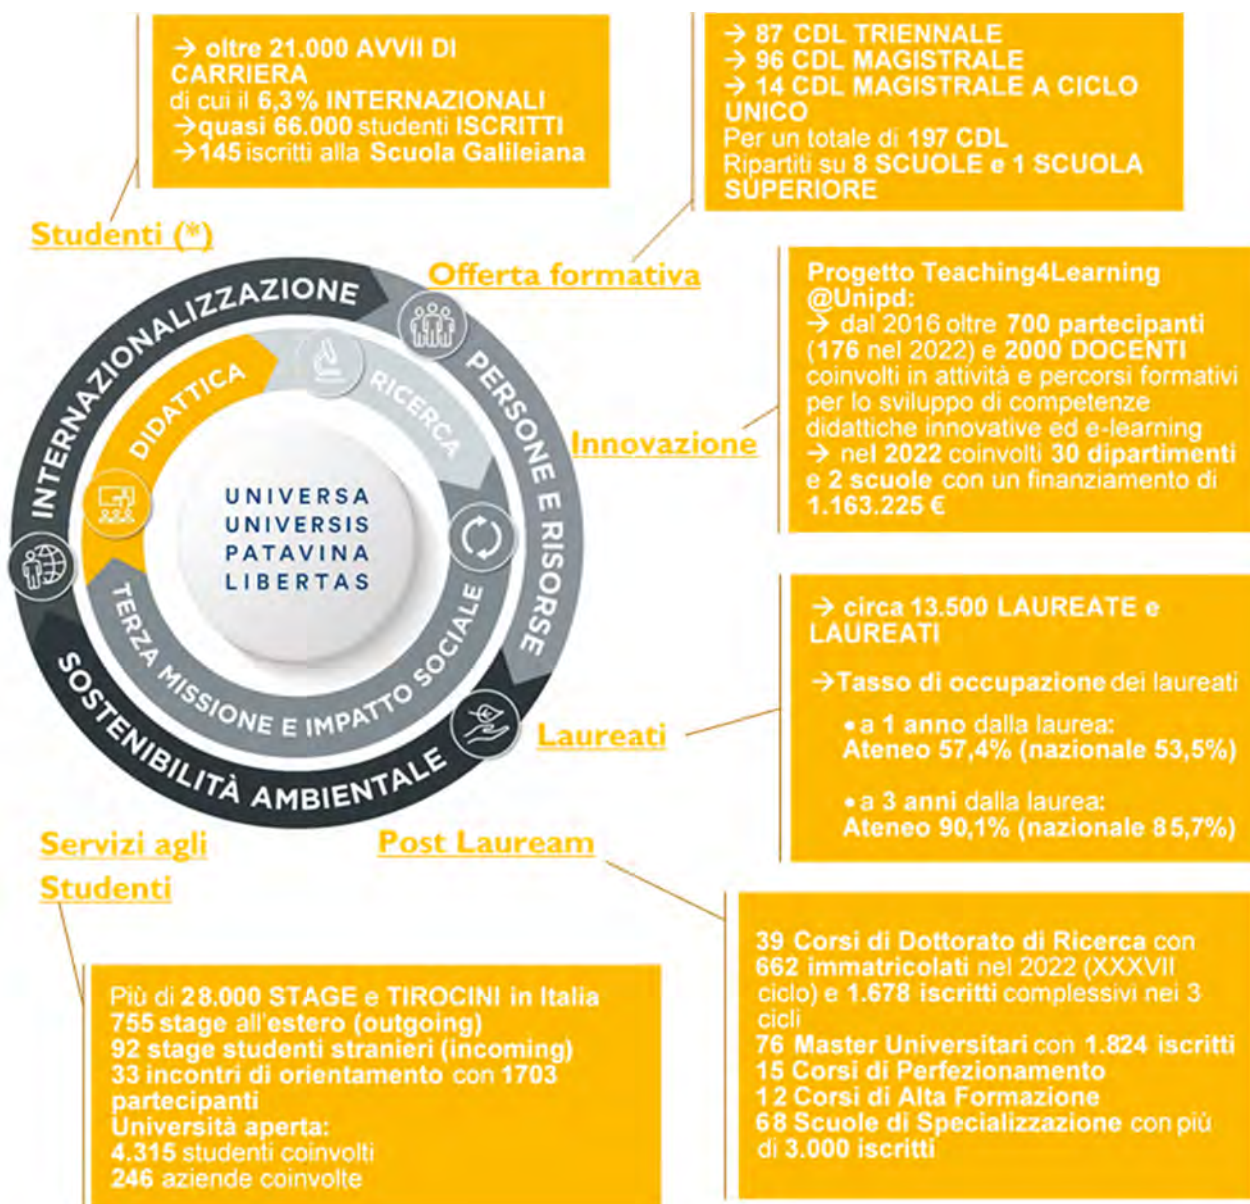 → oltre 21.000 AVVII DI
CARRIERA
di cui il 6,3% INTERNAZIONALI
→quasi 66.000 studenti ISCRITTI
→145 iscritti alla Scuola Galileiana
Studenti (*)
→ 87 CDL TRIENNALE
→ 96 CDL MAGISTRALE
→ 14 CDL MAGISTRALE A CICLO
UNICO
Per un totale di 197 CDL
Ripartiti su 8 SCUOLE e 1 SCUOLA
SUPERIORE
Offerta formativa
Progetto Teaching4Learning
@Unipd:
→ dal 2016 oltre 700 partecipanti
(176 nel 2022) e 2000 DOCENTI
coinvolti in attività e percorsi formativi
per lo sviluppo di competenze
didattiche innovative ed e-learning
→ nel 2022 coinvolti 30 dipartimenti
e 2 scuole con un finanziamento di
1.163.225 €
Innovazione
INTERNAZIONALIZZAZIONE
PERSONE E RISORSE
SOSTENIBILITÀ AMBIENTALE
DIDATTICA
RICERCA
TERZA MISSIONE E IMPATTO SOCIALE
UNIVERSA
UNIVERSIS
PATAVINA
LIBERTAS
→ circa 13.500 LAUREATE e
LAUREATI
→Tasso di occupazione dei laureati
• a 1 anno dalla laurea:
Ateneo 57,4% (nazionale 53,5%)
• a 3 anni dalla laurea:
Ateneo 90,1% (nazionale 85,7%)
Laureati
Servizi agli
Studenti
Post Lauream
Più di 28.000 STAGE e TIROCINI in Italia
755 stage all'estero (outgoing)
92 stage studenti stranieri (incoming)
33 incontri di orientamento con 1703
partecipanti
Università aperta:
4.315 studenti coinvolti
246 aziende coinvolte
39 Corsi di Dottorato di Ricerca con
662 immatricolati nel 2022 (XXXVII
ciclo) e 1.678 iscritti complessivi nei 3
cicli
76 Master Universitari con 1.824 iscritti
15 Corsi di Perfezionamento
12 Corsi di Alta Formazione
68 Scuole di Specializzazione con più
di 3.000 iscritti